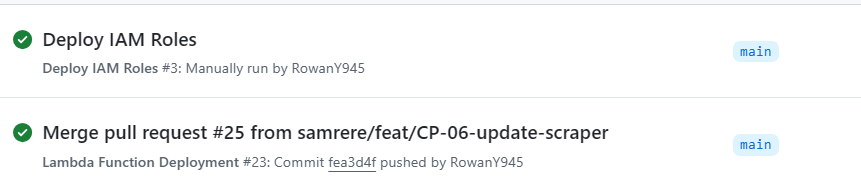 Deploy IAM Roles
main
Deploy IAM Roles #3: Manually run by RowanY945
Merge pull request #25 from samrere/feat/CP-06-update-scraper
main
Lambda Function Deployment #23: Commit fea3d4f pushed by RowanY945